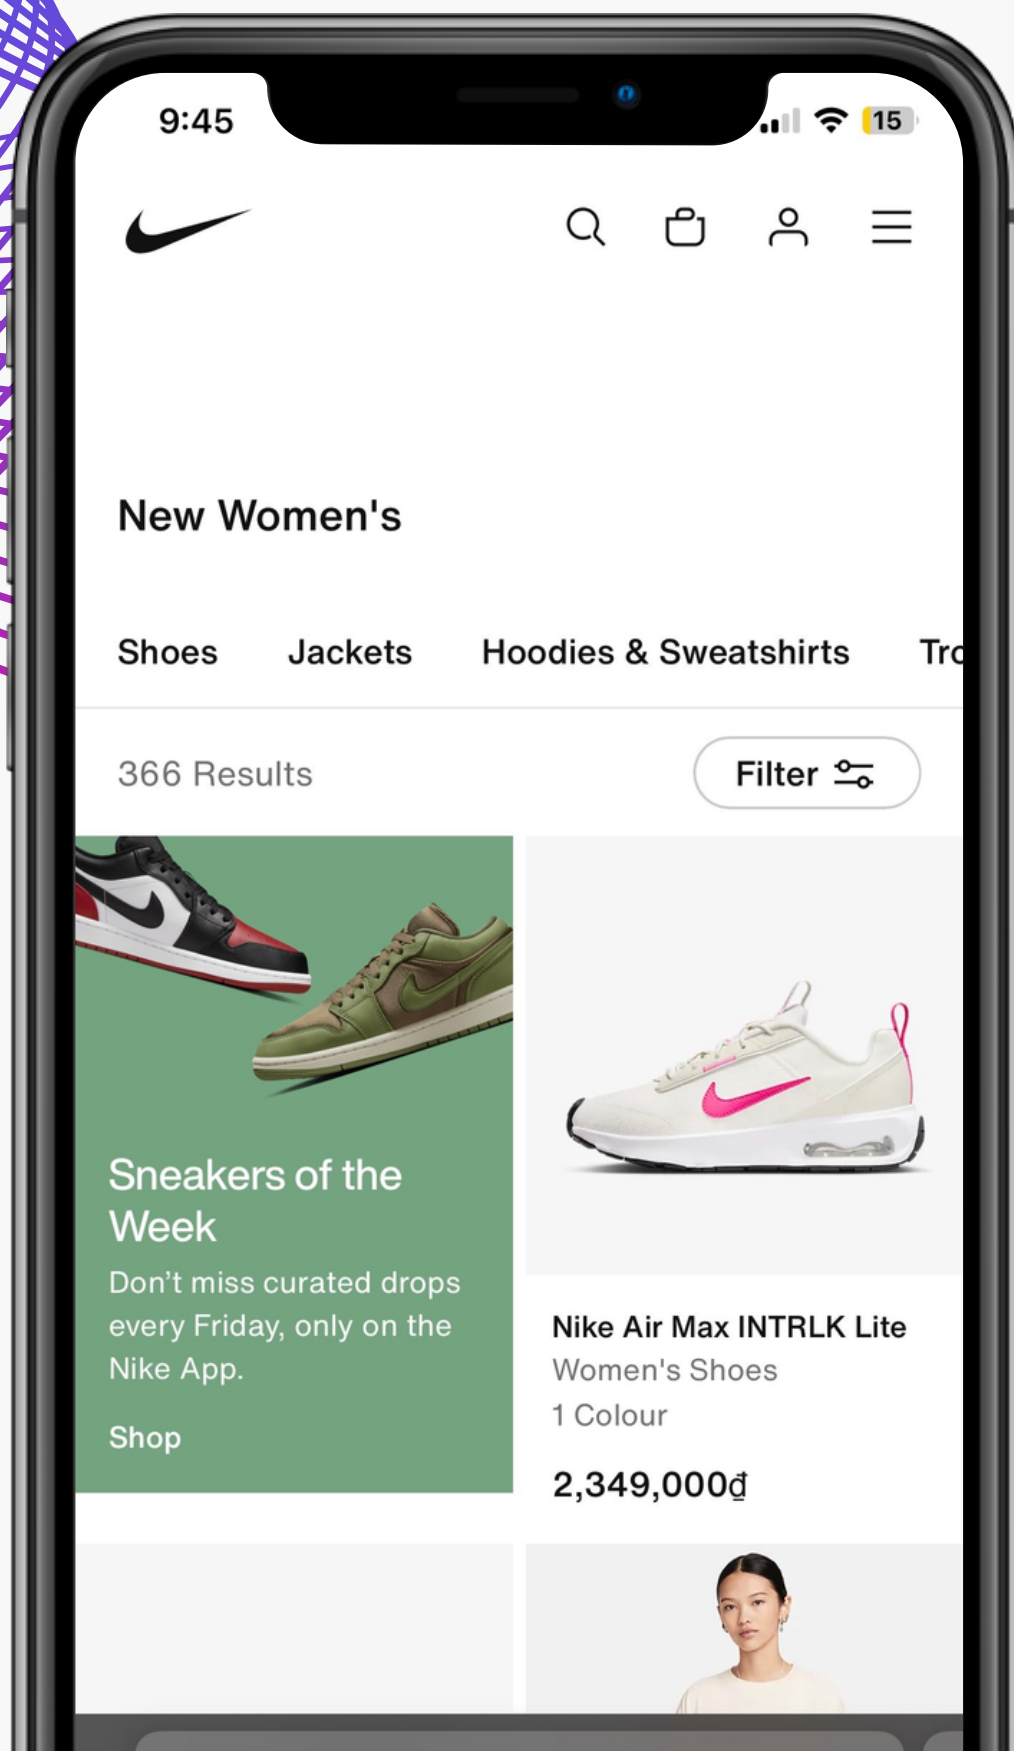 9:45
15
New Women's
Shoes Jackets Hoodies & Sweatshirts Tro
366 Results
Filter
Sneakers of the
Week
Don’t miss curated drops
every Friday, only on the
Nike App.
Shop
Nike Air Max INTRLK Lite
Women's Shoes
1 Colour
2,349,000₫